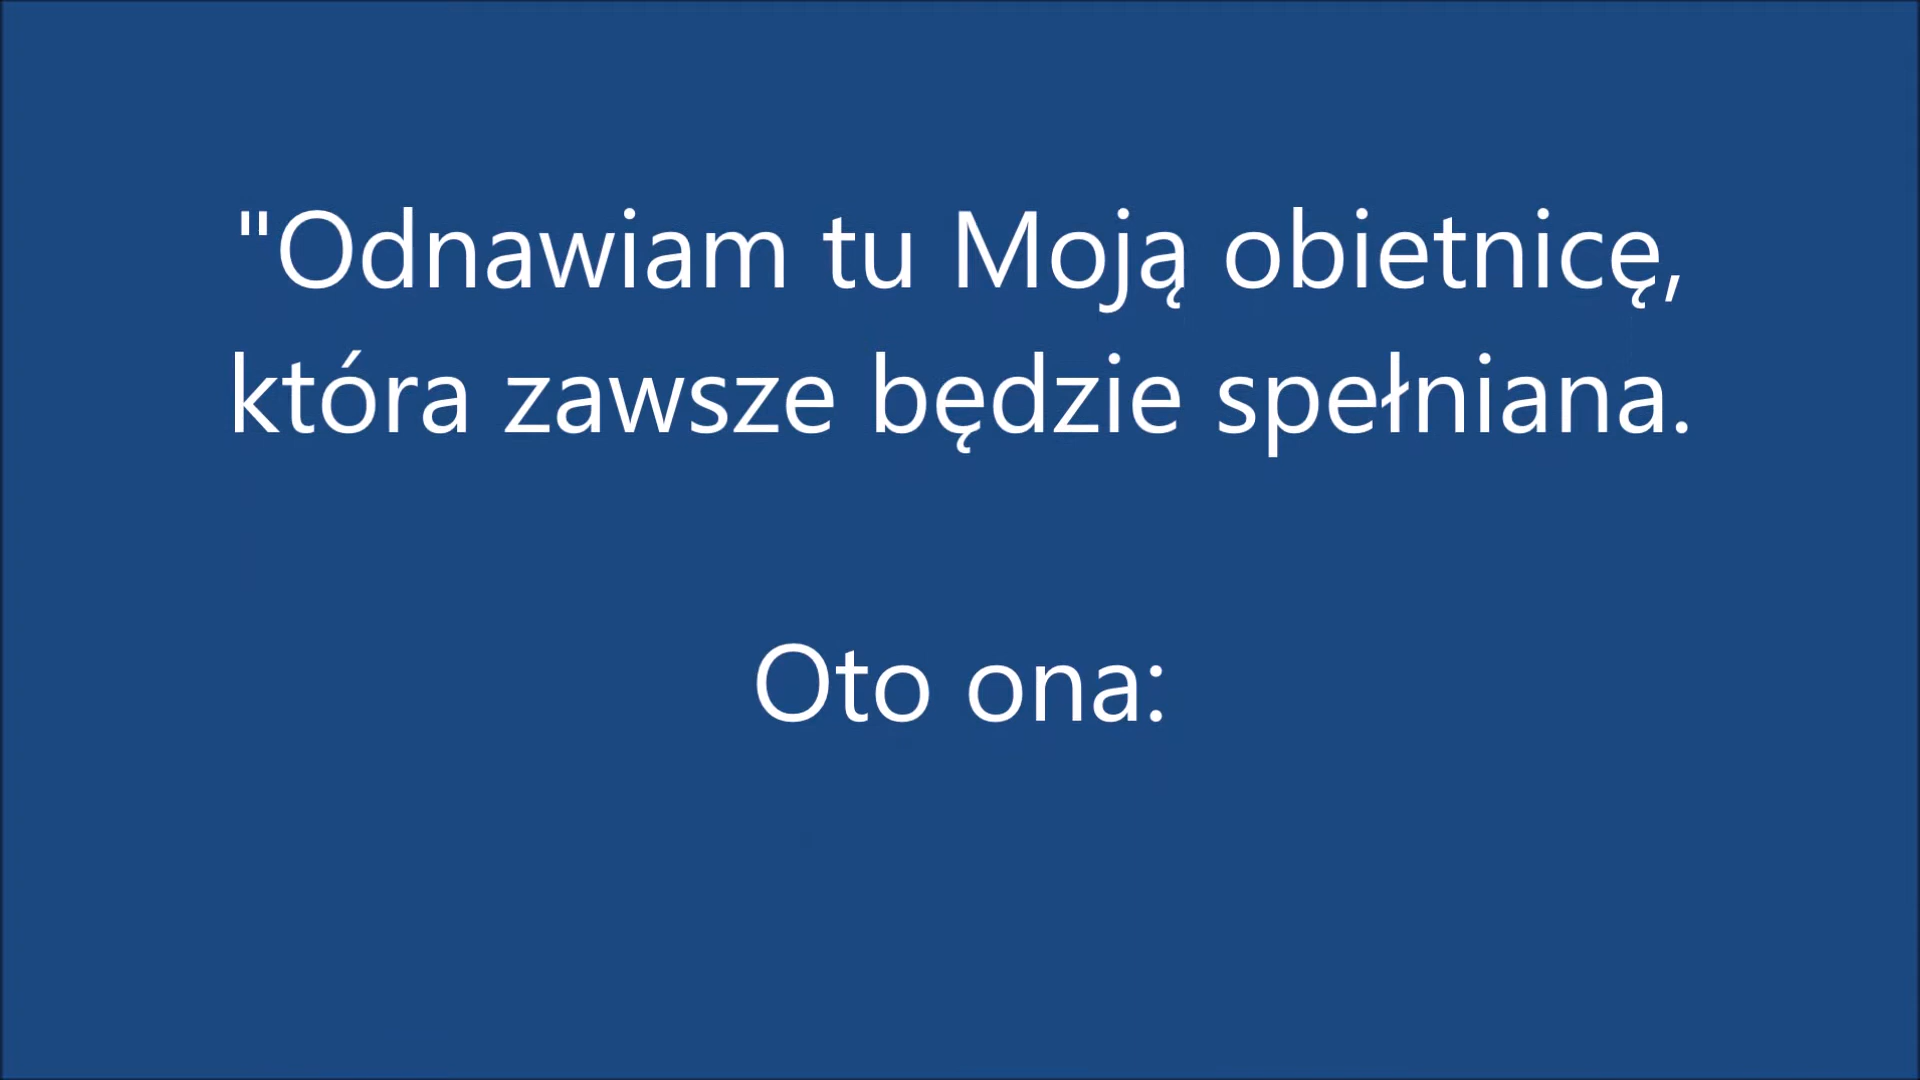 "Odnawiam tu Moją obietnicę,
która zawsze będzie spełniana.
Oto ona: